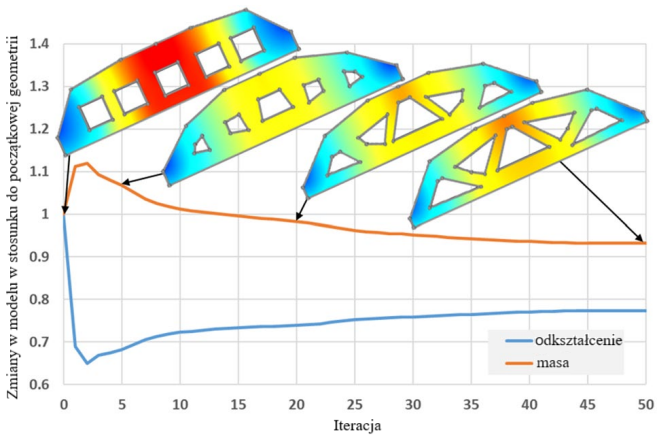 Zmiany w modelu w stosunku do początkowej geometrii
1.4
1.3
1.2
1.1
1
0.9
0.8
0.7
0.6
0 5 10 15 20 25 30 35 40 45 50
Iteracja
odkształcenie
masa